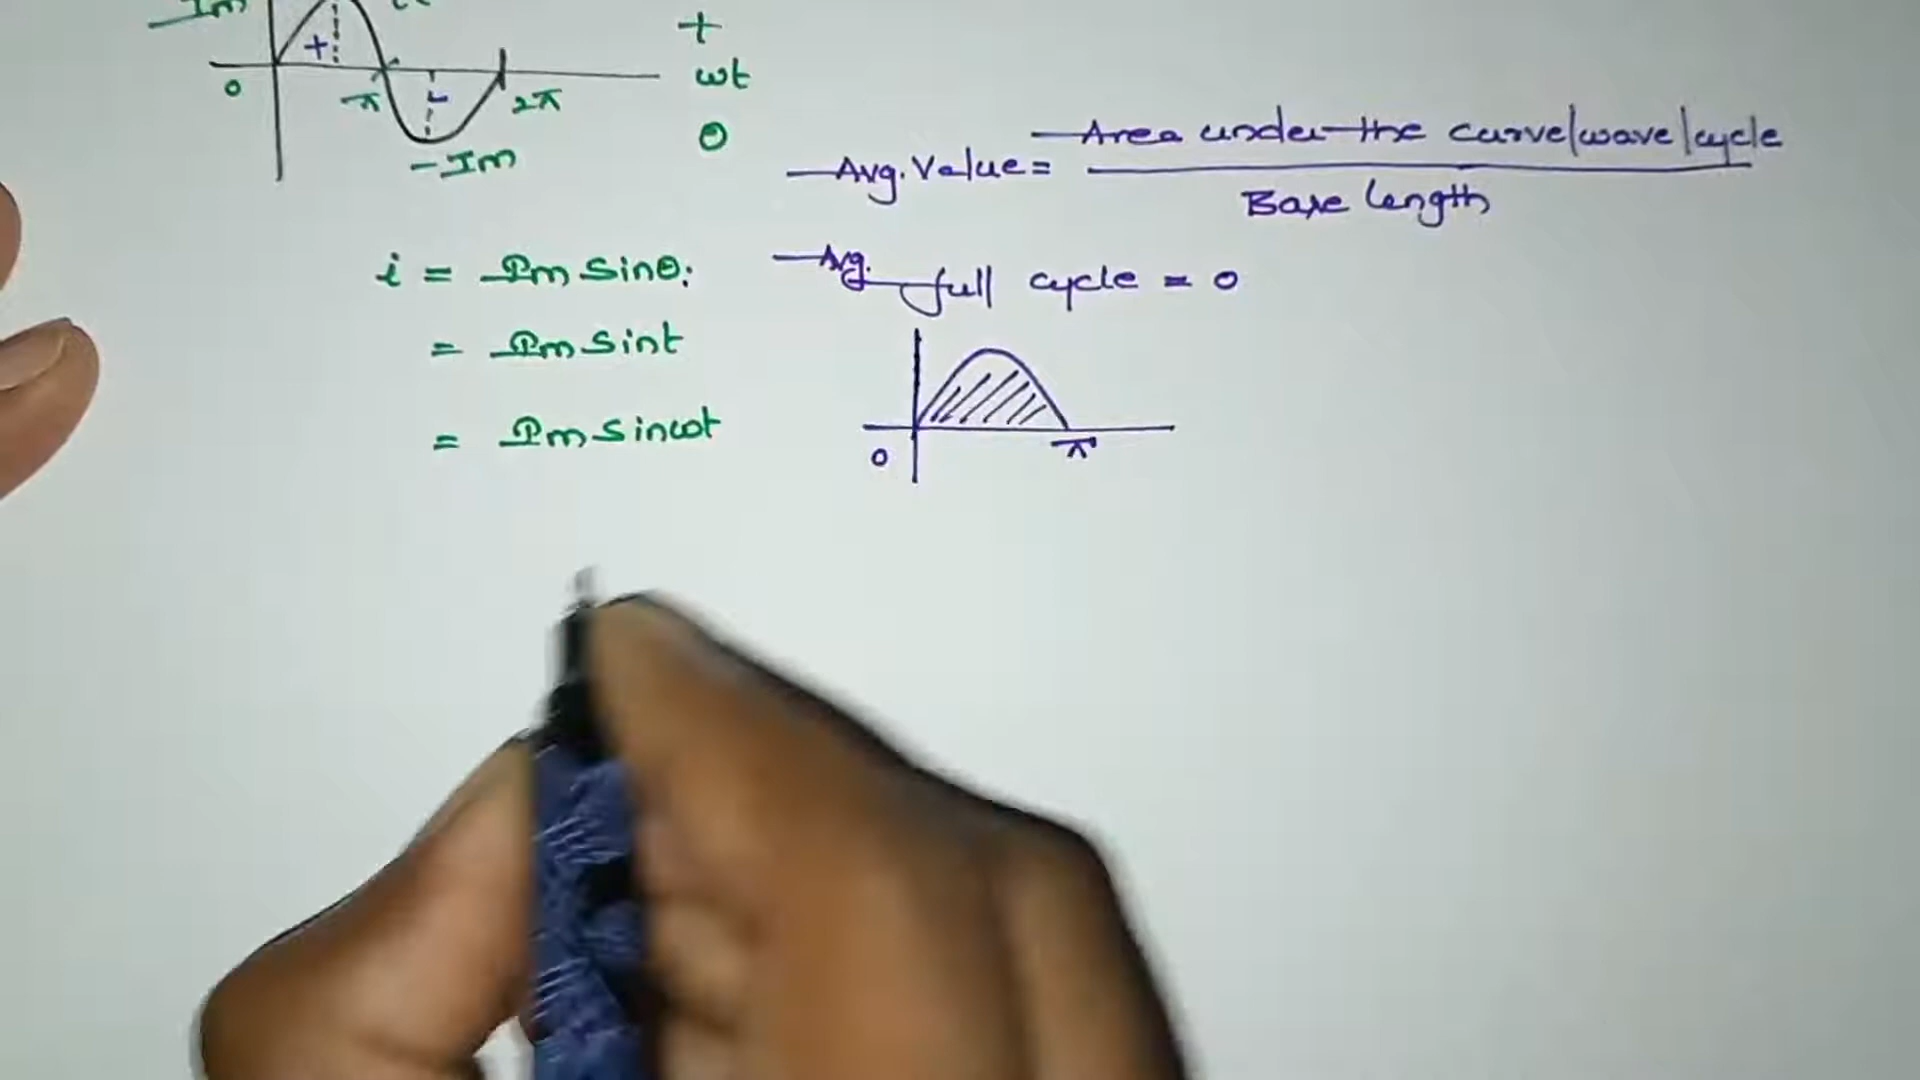 Im
+
+
ωt
0
π
-
2π
θ
-Im
Avg. Value = Area under the curve/wave/cycle
Base length
i = Im Sinθ.
Avg. full cycle = 0
= Im Sint
= Im Sinωt
0
π